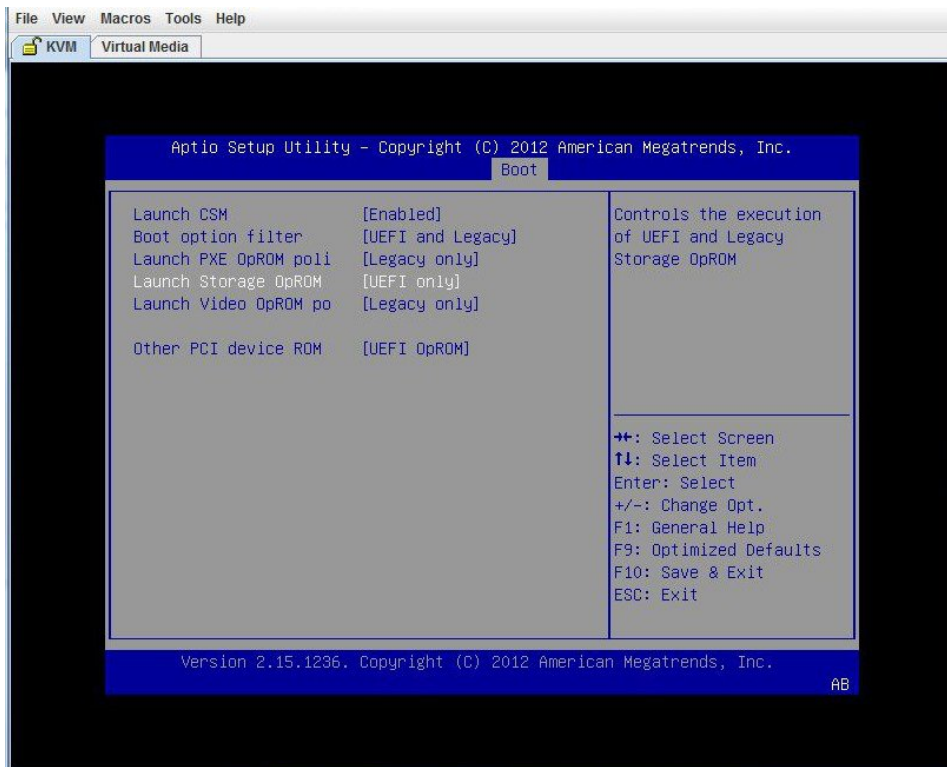 File View Macros Tools Help
KVM Virtual Media
Aptio Setup Utility – Copyright (C) 2012 American Megatrends, Inc.
Boot
Launch CSM [Enabled]
Boot option filter [UEFI and Legacy]
Launch PXE OpROM poli [Legacy only]
Launch Storage OpROM [UEFI only]
Launch Video OpROM po [Legacy only]
Other PCI device ROM [UEFI OpROM]
Controls the execution
of UEFI and Legacy
Storage OpROM
→←: Select Screen
↑↓: Select Item
Enter: Select
+/-: Change Opt.
F1: General Help
F9: Optimized Defaults
F10: Save & Exit
ESC: Exit
Version 2.15.1236. Copyright (C) 2012 American Megatrends, Inc.
AB